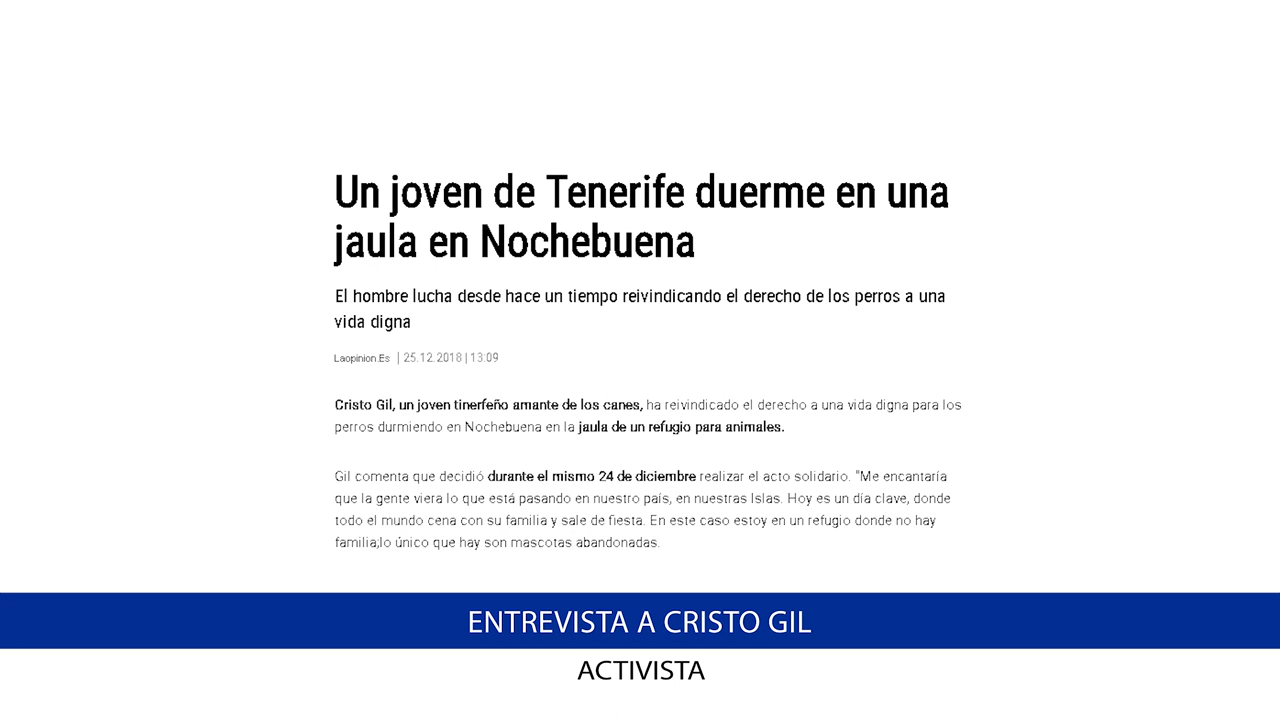 Un joven de Tenerife duerme en una
jaula en Nochebuena
El hombre lucha desde hace un tiempo reivindicando el derecho de los perros a una
vida digna
Laopinion.Es | 25.12.2018 | 13:09
Cristo Gil, un joven tinerfeño amante de los canes, ha reivindicado el derecho a una vida digna para los
perros durmiendo en Nochebuena en la jaula de un refugio para animales.
Gil comenta que decidió durante el mismo 24 de diciembre realizar el acto solidario. "Me encantaría
que la gente viera lo que está pasando en nuestro país, en nuestras Islas. Hoy es un día clave, donde
todo el mundo cena con su familia y sale de fiesta. En este caso estoy en un refugio donde no hay
familia;lo único que hay son mascotas abandonadas.
ENTREVISTA A CRISTO GIL
ACTIVISTA